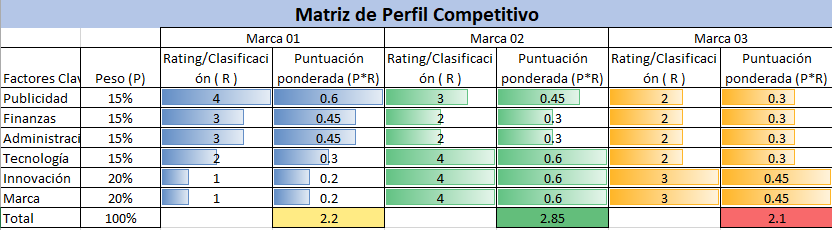 Matriz de Perfil Competitivo
Marca 01 Marca 02 Marca 03
Factores Clav Peso (P) Rating/Clasificaci ón ( R ) Puntuación ponderada (P*R) Rating/Clasificaci ón ( R ) Puntuación ponderada (P*R) Rating/Clasificaci ón ( R ) Puntuación ponderada (P*R)
Publicidad 15% 4 0.6 3 0.45 2 0.3
Finanzas 15% 3 0.45 2 0.3 2 0.3
Administraci 15% 3 0.45 2 0.3 2 0.3
Tecnología 15% 2 0.3 4 0.6 2 0.3
Innovación 20% 1 0.2 4 0.6 3 0.45
Marca 20% 1 0.2 4 0.6 3 0.45
Total 100% 2.2 2.85 2.1